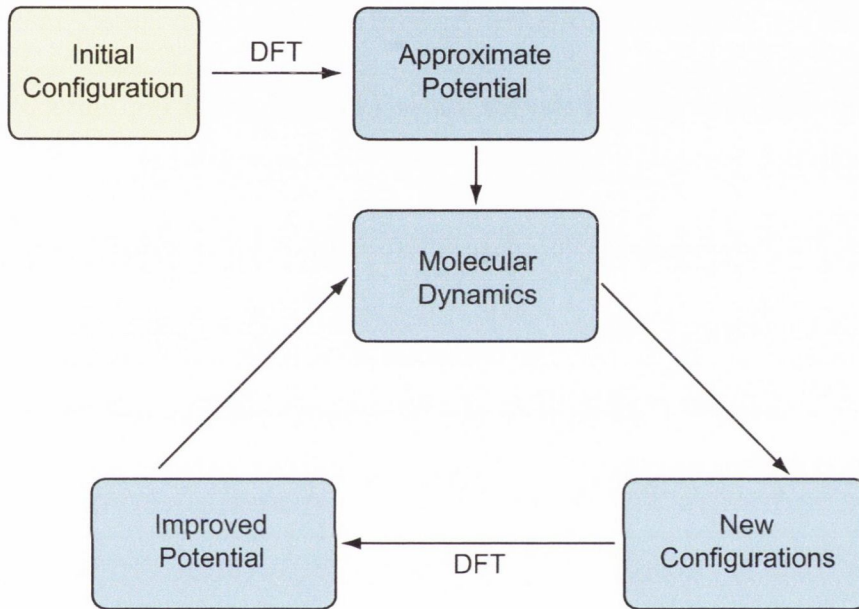 Initial
Configuration
DFT
Approximate
Potential
Molecular
Dynamics
Improved
Potential
DFT
New
Configurations